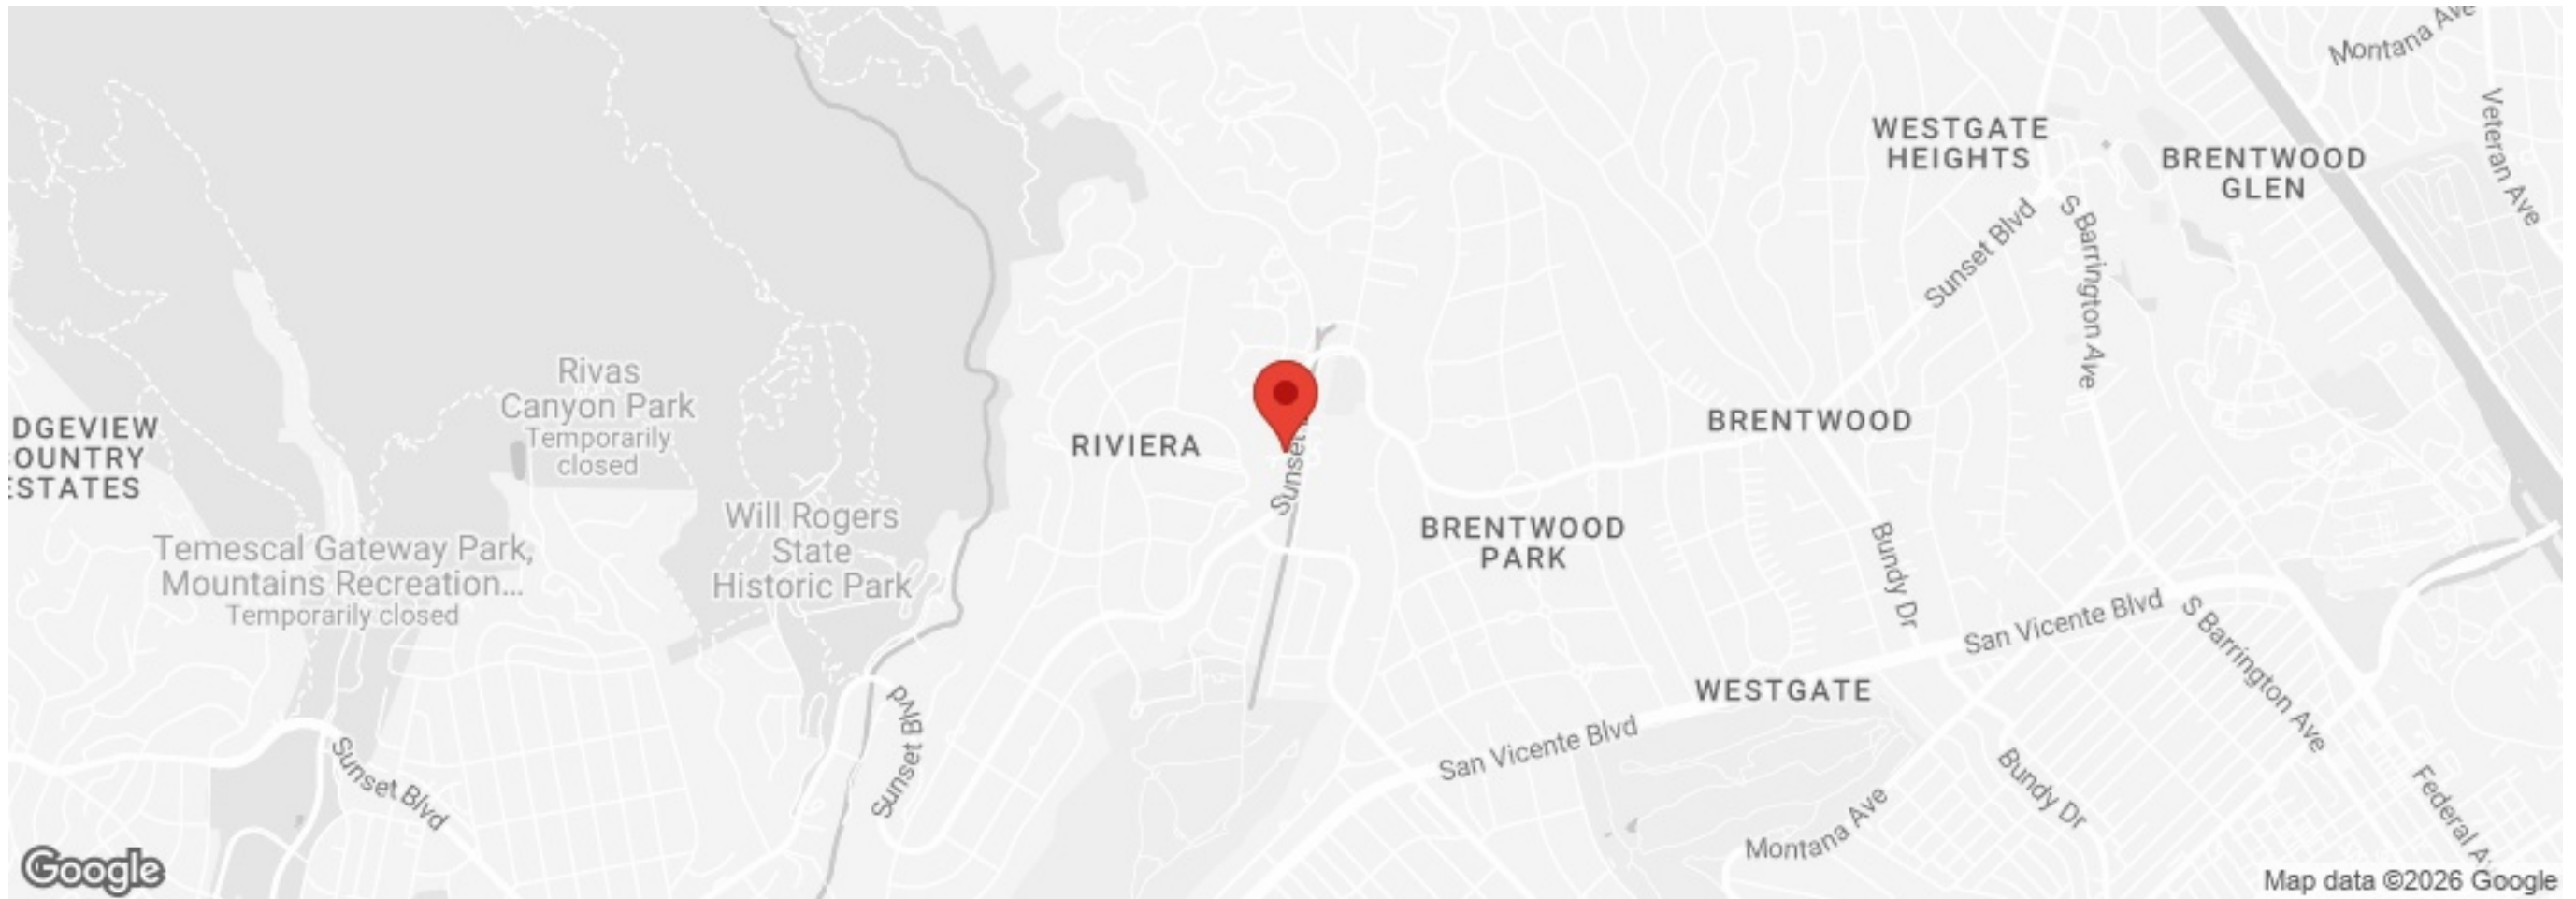 Montana Ave
Veteran Ave
WESTGATE
HEIGHTS
BRENTWOOD
GLEN
S Barrington Ave
Sunset Blvd
Rivas
Canyon Park
Temporarily
closed
DGEVIEW
OUNTRY
ESTATES
RIVIERA
Sunset
BRENTWOOD
Will Rogers
State
Historic Park
BRENTWOOD
PARK
Temescal Gateway Park,
Mountains Recreation...
Temporarily closed
Bundy Dr
San Vicente Blvd
S Barrington Ave
WESTGATE
Sunset Blvd
Sunset Blvd
San Vicente Blvd
Bundy Dr
Montana Ave
Federal A
Google
Map data ©2026 Google